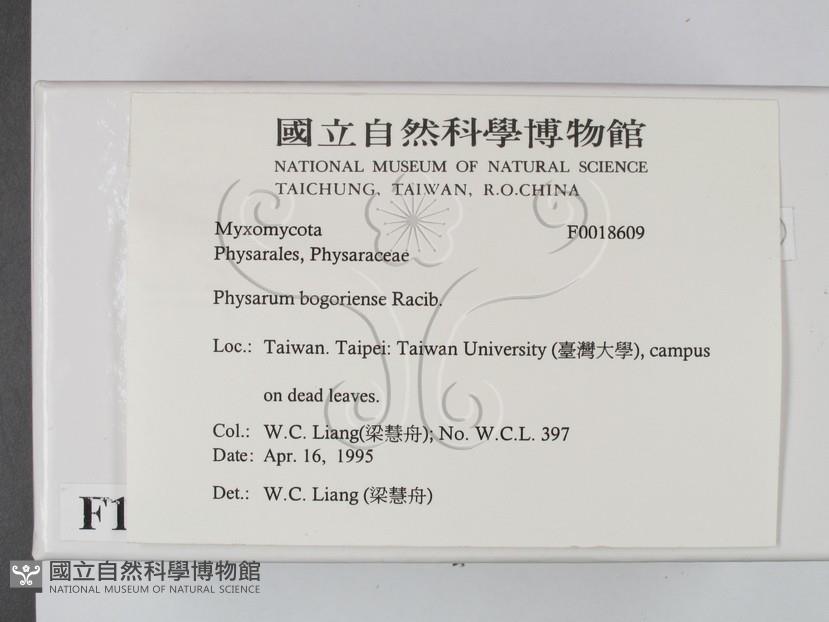 國立自然科學博物館
NATIONAL MUSEUM OF NATURAL SCIENCE
TAICHUNG, TAIWAN, R.O.CHINA
Myxomycota F0018609
Physarales, Physaraceae
Physarum bogoriense Racib.
Loc.: Taiwan. Taipei: Taiwan University (臺灣大學), campus
on dead leaves.
Col.: W.C. Liang(梁慧舟); No. W.C.L. 397
Date: Apr. 16, 1995
Det.: W.C. Liang (梁慧舟)
F1
國立自然科學博物館
NATIONAL MUSEUM OF NATURAL SCIENCE